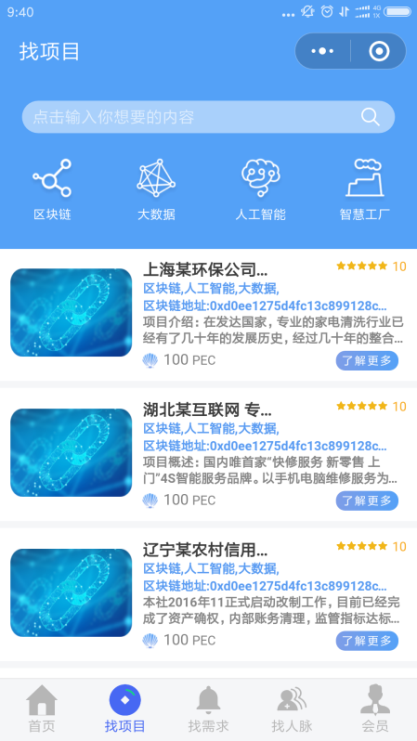 9:40
4G
1X
找项目
点击输入你想要的内容
区块链
大数据
人工智能
智慧工厂
上海某环保公司...
10
区块链,人工智能,大数据,
区块链地址:0xd0ee1275d4fc13c899128c...
项目介绍：在发达国家，专业的家电清洗行业已
经有了几十年的发展历史，经过几十年的整合...
100 PEC
了解更多
湖北某互联网 专...
10
区块链,人工智能,大数据,
区块链地址:0xd0ee1275d4fc13c899128c...
项目概述：国内唯首家“快修服务 新零售 上
门”4S智能服务品牌。以手机电脑维修服务为...
100 PEC
了解更多
辽宁某农村信用...
10
区块链,人工智能,大数据,
区块链地址:0xd0ee1275d4fc13c899128c...
本社2016年11正式启动改制工作，目前已经完
成了资产确权，内部账务清理，监管指标达标...
100 PEC
了解更多
首页
找项目
找需求
找人脉
会员